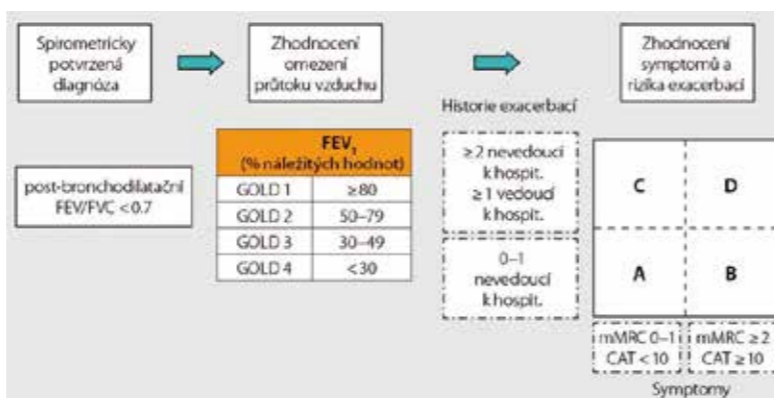 Spirometricky
potvrzená
diagnóza
Zhodnocení
omezení
průtoku vzduchu
Zhodnocení
symptomů a
rizika exacerbací
Historie exacerbací
post-bronchodilatační
FEV/FVC <0.7
FEV₁
(% náležitých hodnot)
GOLD 1 ≥80
GOLD 2 50–79
GOLD 3 30–49
GOLD 4 <30
≥2 nevedoucí
k hospit.
≥1 vedoucí
k hospit.
0–1
nevedoucí
k hospit.
C D
A B
mMRC 0–1
CAT < 10
mMRC ≥ 2
CAT ≥ 10
Symptomy